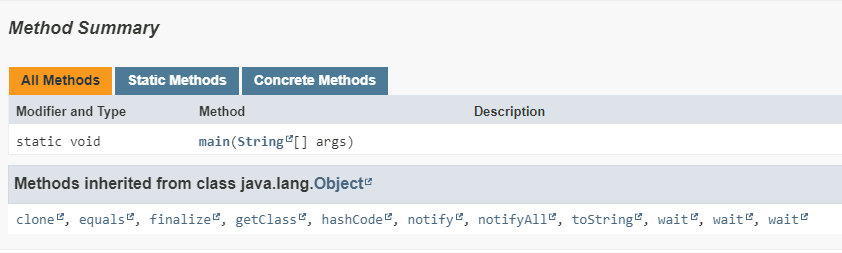 Method Summary
All Methods Static Methods Concrete Methods
Modifier and Type Method Description
static void main(String[] args)
Methods inherited from class java.lang.Object
clone, equals, finalize, getClass, hashCode, notify, notifyAll, toString, wait, wait, wait